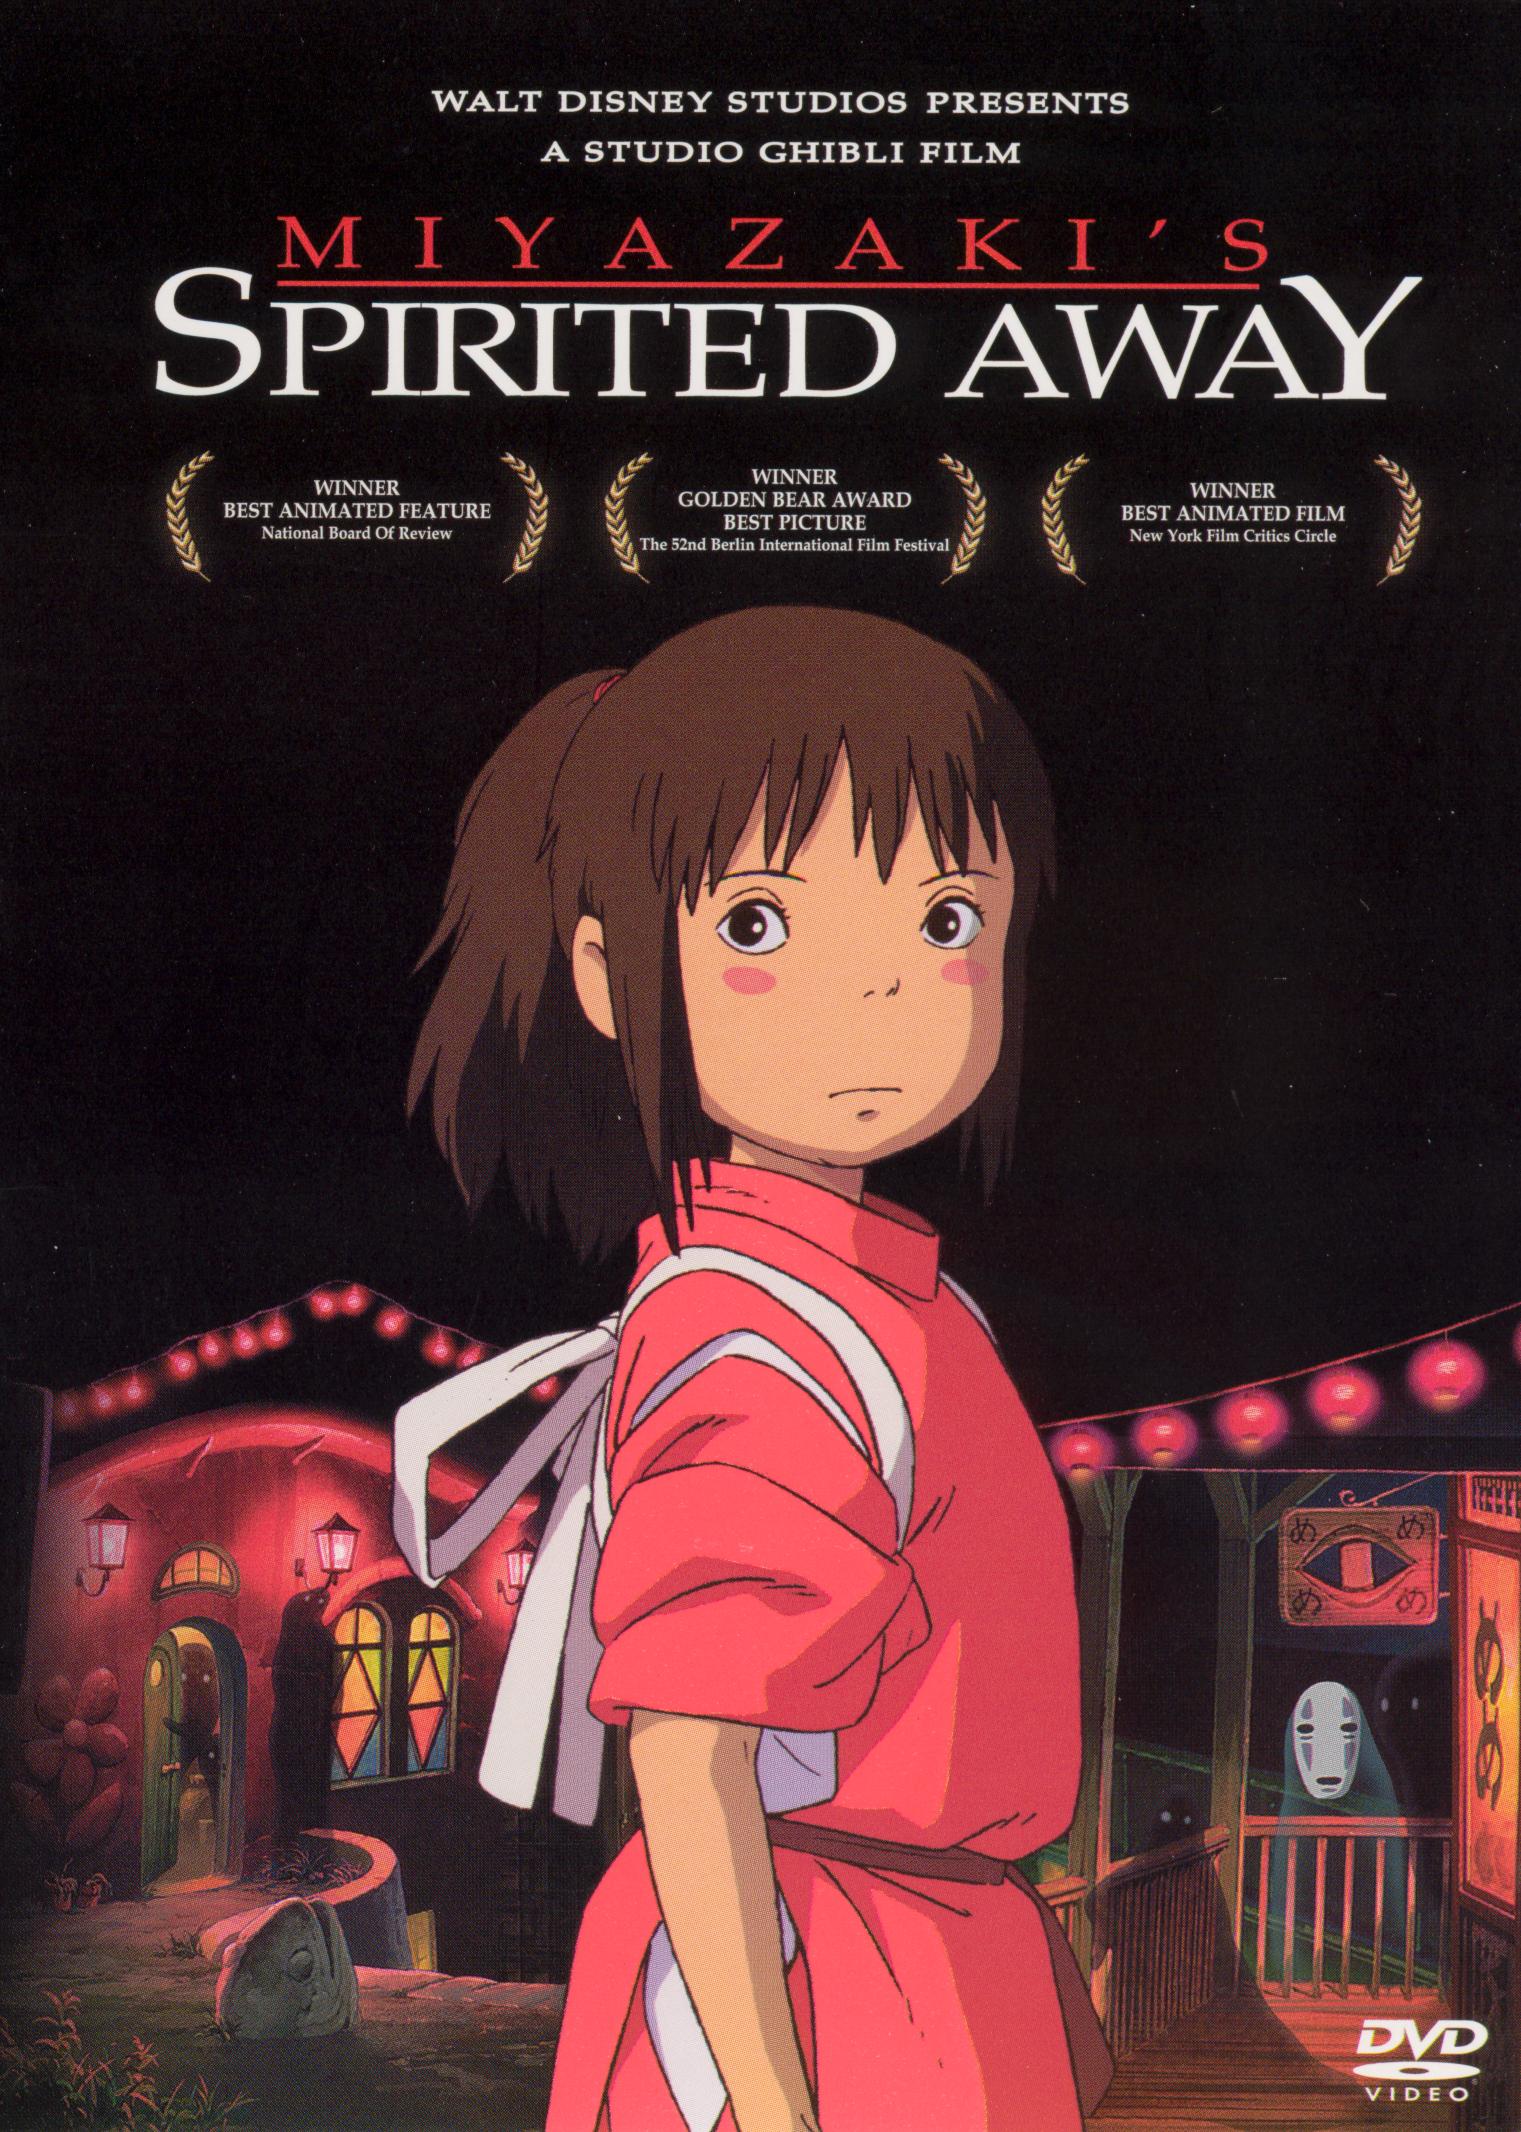 WALT DISNEY STUDIOS PRESENTS
A STUDIO GHIBLI FILM
MIYAZAKI'S
SPIRITED AWAY
WINNER
BEST ANIMATED FEATURE
National Board Of Review
WINNER
GOLDEN BEAR AWARD
BEST PICTURE
The 52nd Berlin International Film Festival
WINNER
BEST ANIMATED FILM
New York Film Critics Circle
め め
め め
め
め
DVD
VIDEO